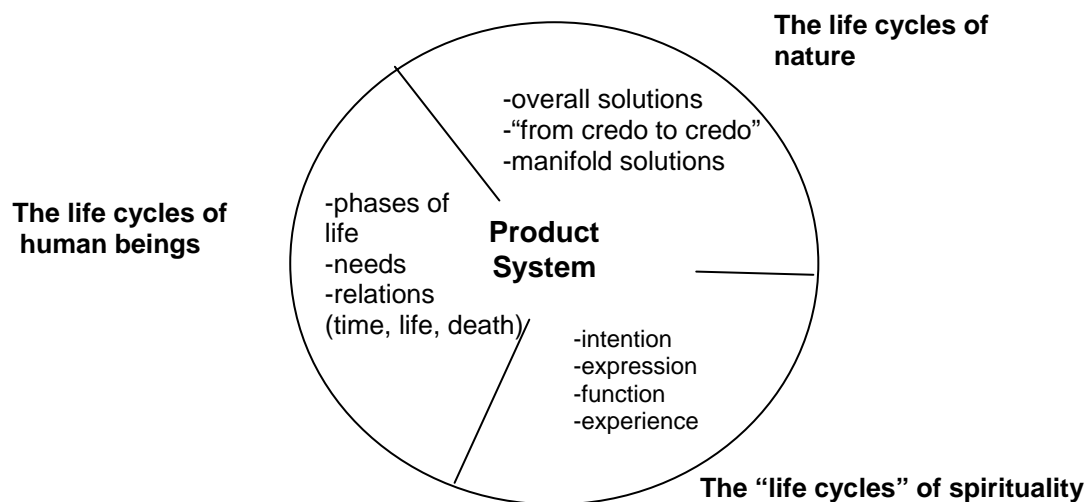 The life cycles of
nature
-overall solutions
-“from credo to credo”
-manifold solutions
The life cycles of
human beings
-phases of
life
-needs
-relations
(time, life, death)
Product
System
-intention
-expression
-function
-experience
The “life cycles” of spirituality